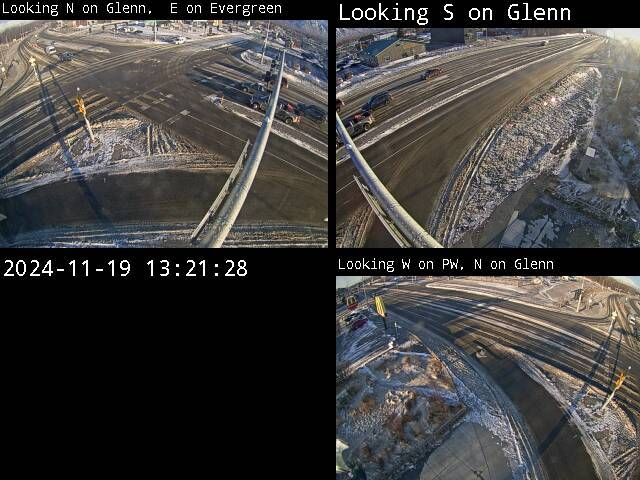 Looking N on Glenn,  E on Evergreen
Looking S on Glenn
2024-11-19 13:21:28
Looking W on PW, N on Glenn